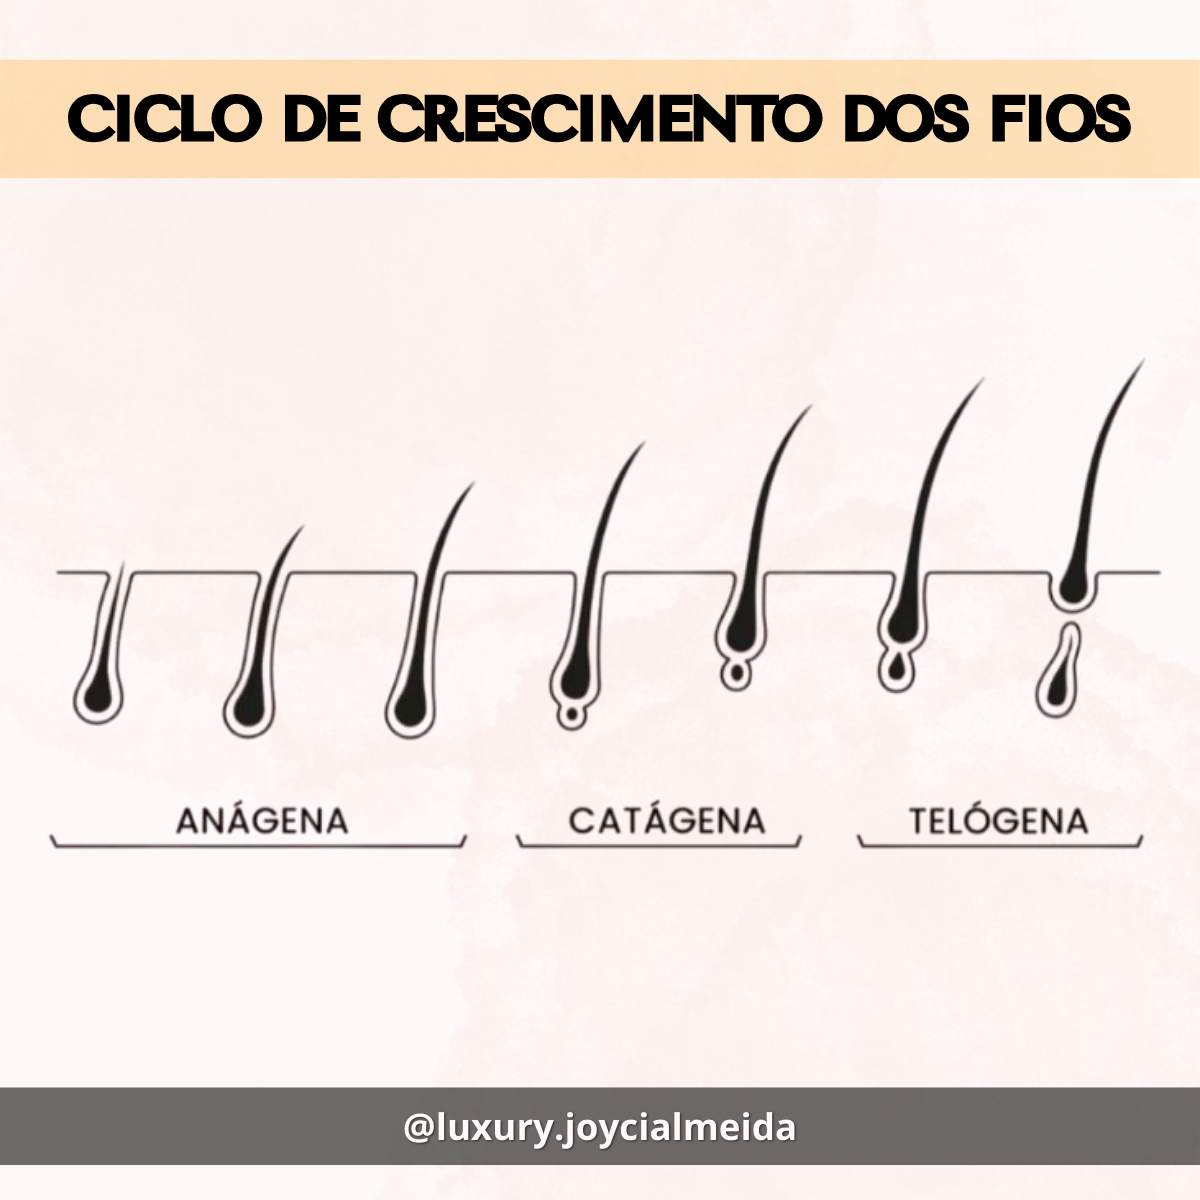 CICLO DE CRESCIMENTO DOS FIOS
ANÁGENA
CATÁGENA
TELÓGENA
@luxury.joycialmeida